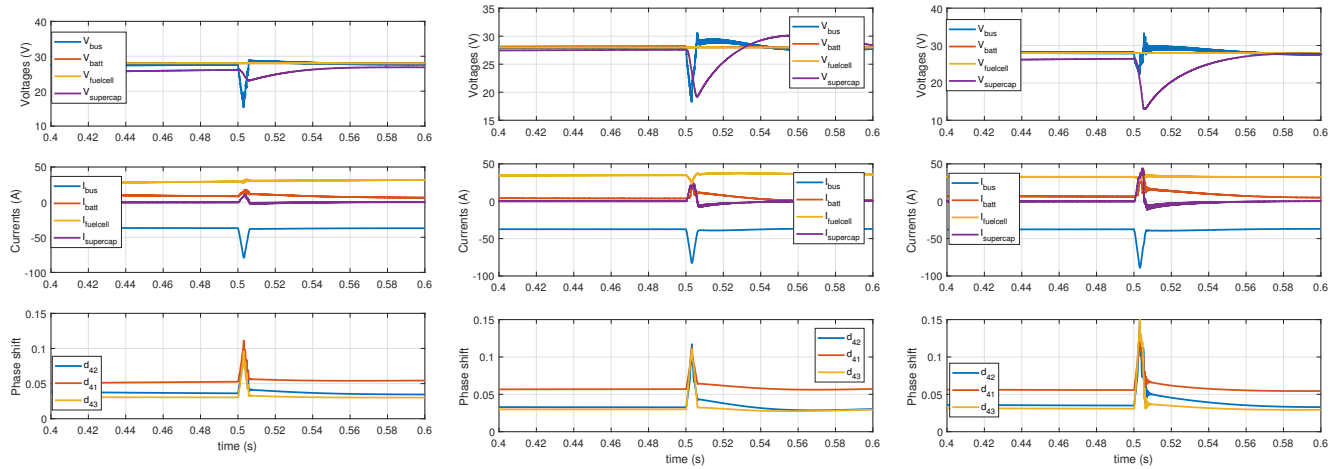 40
30
20
10
Voltages (V)
V_bus
V_batt
V_fuelcell
V_supercap
0.4 0.42 0.44 0.46 0.48 0.5 0.52 0.54 0.56 0.58 0.6
50
0
-50
-100
Currents (A)
I_bus
I_batt
I_fuelcell
I_supercap
0.4 0.42 0.44 0.46 0.48 0.5 0.52 0.54 0.56 0.58 0.6
0.15
0.1
0.05
0
Phase shift
d_42
d_41
d_43
0.4 0.42 0.44 0.46 0.48 0.5 0.52 0.54 0.56 0.58 0.6
time (s)
35
30
25
20
15
Voltages (V)
V_bus
V_batt
V_fuelcell
V_supercap
0.4 0.42 0.44 0.46 0.48 0.5 0.52 0.54 0.56 0.58 0.6
50
0
-50
-100
Currents (A)
I_bus
I_batt
I_fuelcell
I_supercap
0.4 0.42 0.44 0.46 0.48 0.5 0.52 0.54 0.56 0.58 0.6
0.15
0.1
0.05
0
Phase shift
d_42
d_41
d_43
0.4 0.42 0.44 0.46 0.48 0.5 0.52 0.54 0.56 0.58 0.6
time (s)
40
30
20
10
Voltages (V)
V_bus
V_batt
V_fuelcell
V_supercap
0.4 0.42 0.44 0.46 0.48 0.5 0.52 0.54 0.56 0.58 0.6
50
0
-50
-100
Currents (A)
I_bus
I_batt
I_fuelcell
I_supercap
0.4 0.42 0.44 0.46 0.48 0.5 0.52 0.54 0.56 0.58 0.6
0.15
0.1
0.05
0
Phase shift
d_42
d_41
d_43
0.4 0.42 0.44 0.46 0.48 0.5 0.52 0.54 0.56 0.58 0.6
time (s)